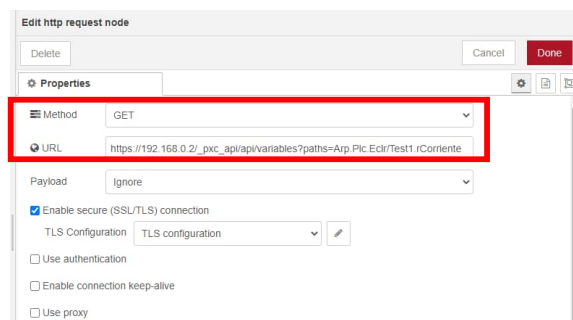 Edit http request node
Delete Cancel Done
Properties
Method GET
URL https://192.168.0.2/_pxc_api/api/variables?paths=Arp.Plc.Eclr/Test1.rCorriente
Payload Ignore
Enable secure (SSL/TLS) connection
TLS Configuration TLS configuration
Use authentication
Enable connection keep-alive
Use proxy